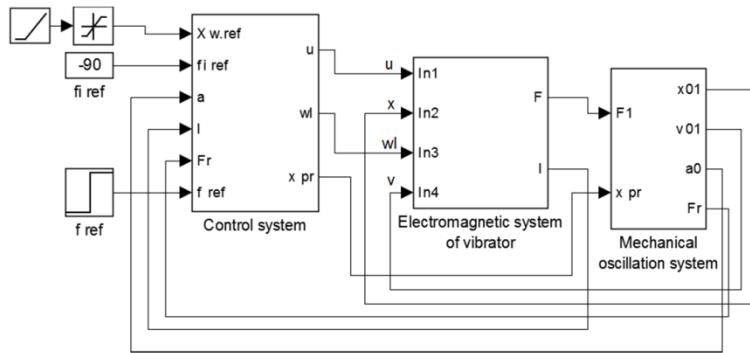 X w.ref
fi ref
a
I
Fr
f ref
u
wl
x pr
Control system
-90
fi ref
f ref
u
x
wl
v
In1
In2
In3
In4
F
I
Electromagnetic system
of vibrator
F1
x pr
x01
v01
a0
Fr
Mechanical
oscillation system